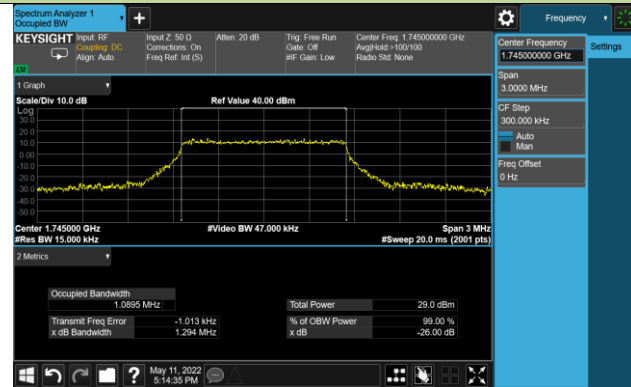 Spectrum Analyzer 1
Occupied BW
Frequency
KEYSIGHT
Input: RF
Coupling: DC
Align: Auto
Input Z: 50 Ω
Corrections: On
Freq Ref: Int (S)
Atten: 20 dB
Trig: Free Run
Gate: Off
#IF Gain: Low
Center Freq: 1.745000000 GHz
Avg|Hold:>100/100
Radio Std: None
LXI
Center Frequency
1.745000000 GHz
Settings
Span
3.0000 MHz
CF Step
300.000 kHz
Auto
Man
Freq Offset
0 Hz
1 Graph
Scale/Div 10.0 dB
Ref Value 40.00 dBm
Log
30.0
20.0
10.0
0.00
-10.0
-20.0
-30.0
-40.0
-50.0
Center 1.745000 GHz
#Video BW 47.000 kHz
Span 3 MHz
#Res BW 15.000 kHz
#Sweep 20.0 ms (2001 pts)
2 Metrics
Occupied Bandwidth
1.0895 MHz
Total Power 29.0 dBm
Transmit Freq Error -1.013 kHz
% of OBW Power 99.00 %
x dB Bandwidth 1.294 MHz
x dB -26.00 dB
May 11, 2022
5:14:35 PM